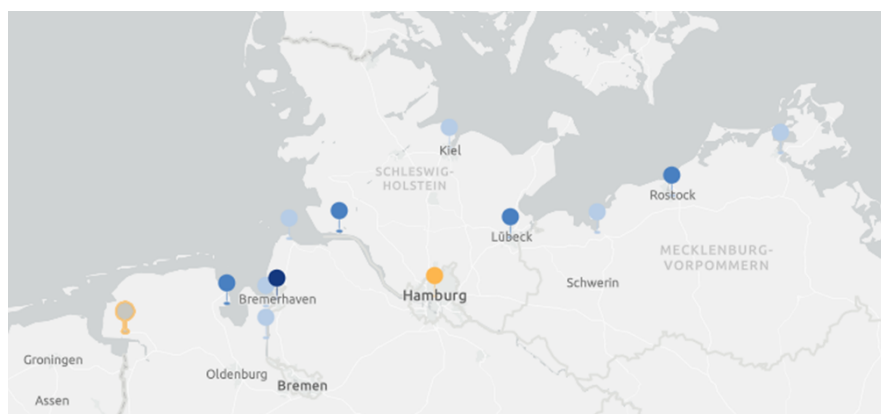 Kiel
SCHLESWIG-
HOLSTEIN
Rostock
Lübeck
MECKLENBURG-
VORPOMMERN
Schwerin
Hamburg
Bremerhaven
Groningen
Oldenburg
Bremen
Assen